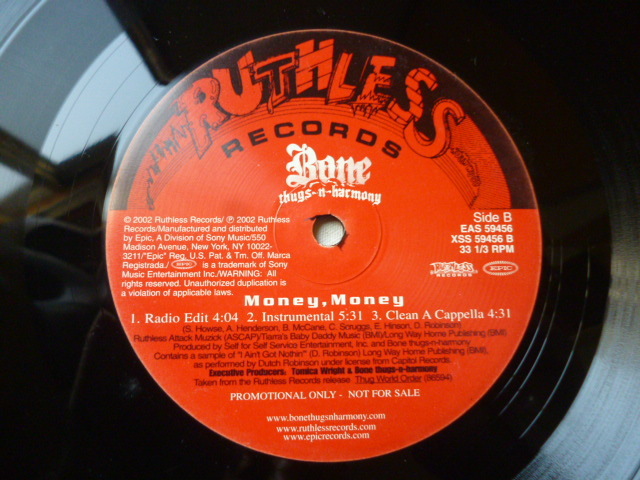 RUTHLESS
RECORDS
Bone
thugs-n-harmony
© 2002 Ruthless Records/ ℗ 2002 Ruthless
Records/Manufactured and distributed
by Epic, A Division of Sony Music/550
Madison Avenue, New York, NY 10022-
3211/"Epic" Reg. U.S. Pat. & Tm. Off. Marca
Registrada./ EPIC is a trademark of Sony
Music Entertainment Inc./WARNING: All
rights reserved. Unauthorized duplication is
a violation of applicable laws.
Side B
EAS 59456
XSS 59456 B
33 1/3 RPM
RUTHLESS
RECORDS
EPIC
Money, Money
1. Radio Edit 4:04 2. Instrumental 5:31 3. Clean A Cappella 4:31
(S. Howse, A. Henderson, B. McCane, C. Scruggs, E. Hinson, D. Robinson)
Ruthless Attack Muzick (ASCAP)/Tiarra's Baby Daddy Music (BMI)/Long Way Home Publishing (BMI)
Produced by Self for Self Service Entertainment, Inc. and Bone thugs-n-harmony
Contains a sample of "I Ain't Got Nothin'" (D. Robinson) Long Way Home Publishing (BMI),
as performed by Dutch Robinson under license from Capitol Records.
Executive Producers: Tomica Wright & Bone thugs-n-harmony
Taken from the Ruthless Records release: Thug World Order (86594)
PROMOTIONAL ONLY - NOT FOR SALE
www.bonethugsnharmony.com
www.ruthlessrecords.com
www.epicrecords.com